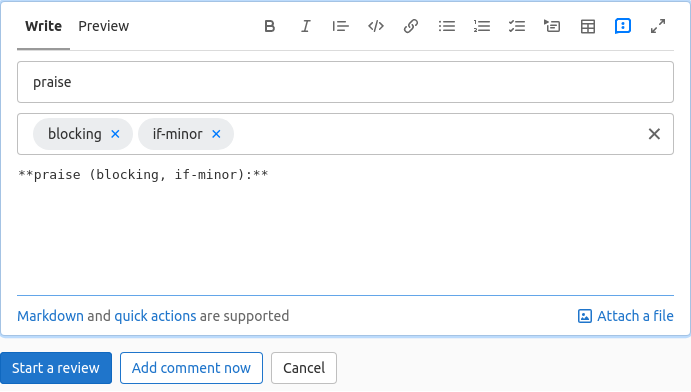 Write Preview
praise
blocking × if-minor ×
**praise (blocking, if-minor):**
Markdown and quick actions are supported Attach a file
Start a review Add comment now Cancel